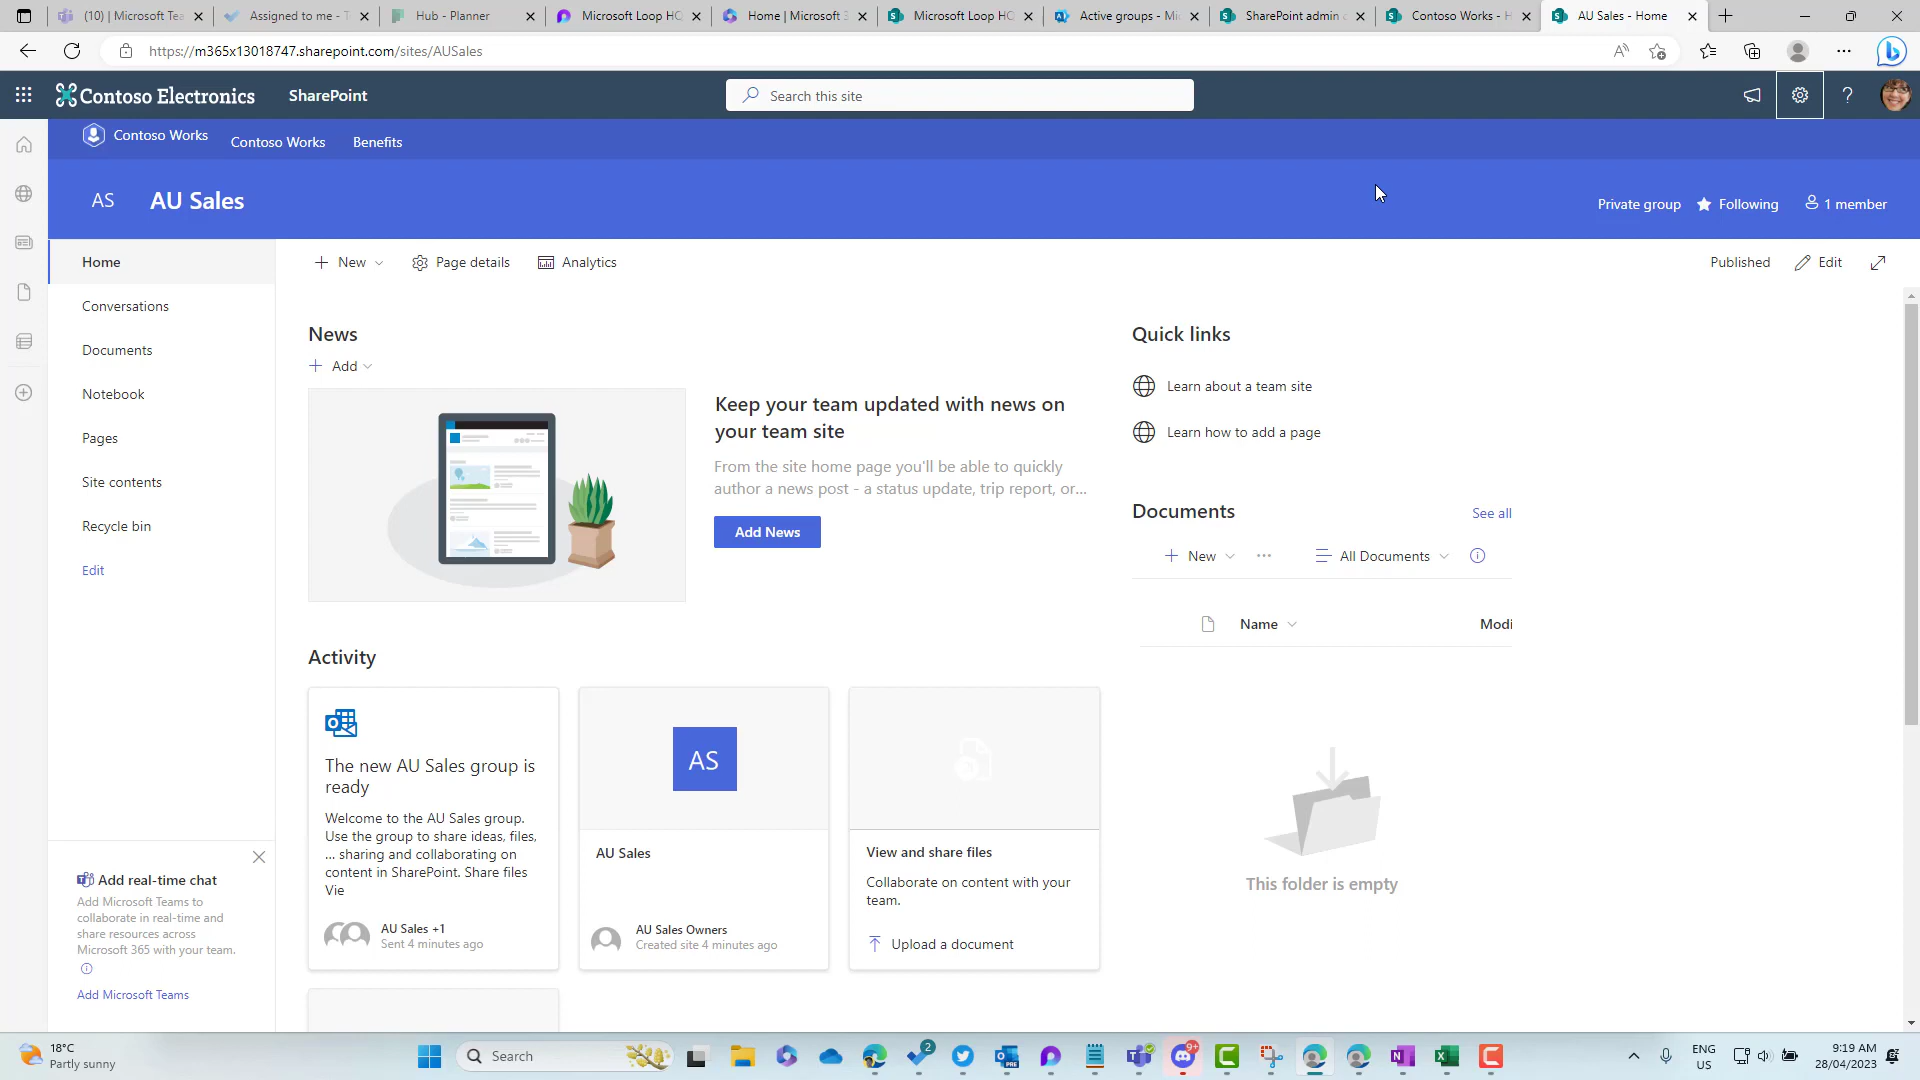 (10) | Microsoft Tea
Assigned to me - T
Hub - Planner
Microsoft Loop HQ
Home | Microsoft 3
Microsoft Loop HQ
Active groups - Mi
SharePoint admin
Contoso Works - H
AU Sales - Home
https://m365x13018747.sharepoint.com/sites/AUSales
Contoso Electronics
SharePoint
Search this site
Contoso Works
Contoso Works
Benefits
AS
AU Sales
Private group
Following
1 member
Home
Conversations
Documents
Notebook
Pages
Site contents
Recycle bin
Edit
New
Page details
Analytics
Published
Edit
News
Add
Keep your team updated with news on
your team site
From the site home page you'll be able to quickly
author a news post - a status update, trip report, or...
Add News
Quick links
Learn about a team site
Learn how to add a page
Documents
See all
New
All Documents
Name
Modi
This folder is empty
Activity
The new AU Sales group is
ready
Welcome to the AU Sales group.
Use the group to share ideas, files,
... sharing and collaborating on
content in SharePoint. Share files
Vie
AU Sales +1
Sent 4 minutes ago
AS
AU Sales
AU Sales Owners
Created site 4 minutes ago
View and share files
Collaborate on content with your
team.
Upload a document
Add real-time chat
Add Microsoft Teams to
collaborate in real-time and
share resources across
Microsoft 365 with your team.
Add Microsoft Teams
18°C
Partly sunny
Search
2
9+
ENG
US
9:19 AM
28/04/2023